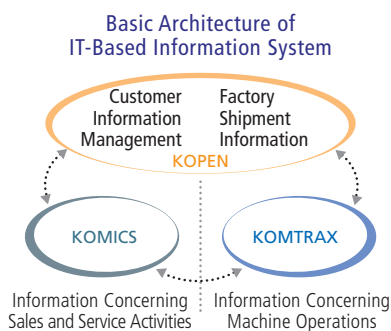 Basic Architecture of
IT-Based Information System
Customer
Information
Management
Factory
Shipment
Information
KOPEN
KOMICS
KOMTRAX
Information Concerning
Sales and Service Activities
Information Concerning
Machine Operations